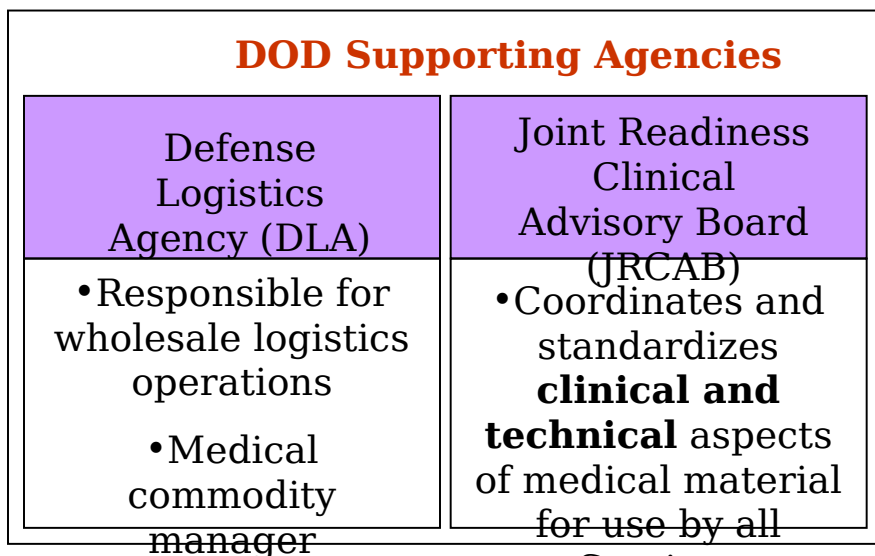 DOD Supporting Agencies
Defense
Logistics
Agency (DLA)
•Responsible for
wholesale logistics
operations
•Medical
commodity
manager
Joint Readiness
Clinical
Advisory Board
(JRCAB)
•Coordinates and
standardizes
clinical and
technical aspects
of medical material
for use by all